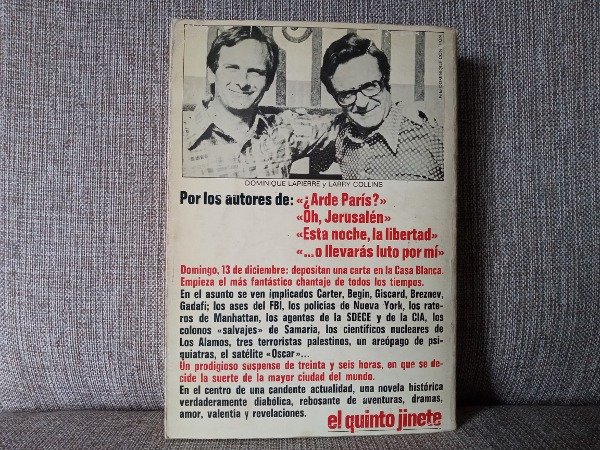 DOMINIQUE LAPIERRE y LARRY COLLINS
Por los autores de: «¿Arde París?»
«Oh, Jerusalén»
«Esta noche, la libertad»
«...o llevarás luto por mí»
Domingo, 13 de diciembre: depositan una carta en la Casa Blanca.
Empieza el más fantástico chantaje de todos los tiempos.
En el asunto se ven implicados Carter, Begin, Giscard, Breznev,
Gadafi; los ases del FBI, los policías de Nueva York, los rate-
ros de Manhattan, los agentes de la SDECE y de la CIA, los
colonos «salvajes» de Samaria, los científicos nucleares de
Los Alamos, tres terroristas palestinos, un areópago de psi-
quiatras, el satélite «Oscar»...
Un prodigioso suspense de treinta y seis horas, en que se de-
cide la suerte de la mayor ciudad del mundo.
En el centro de una candente actualidad, una novela histórica
verdaderamente diabólica, rebosante de aventuras, dramas,
amor, valentía y revelaciones.
el quinto jinete